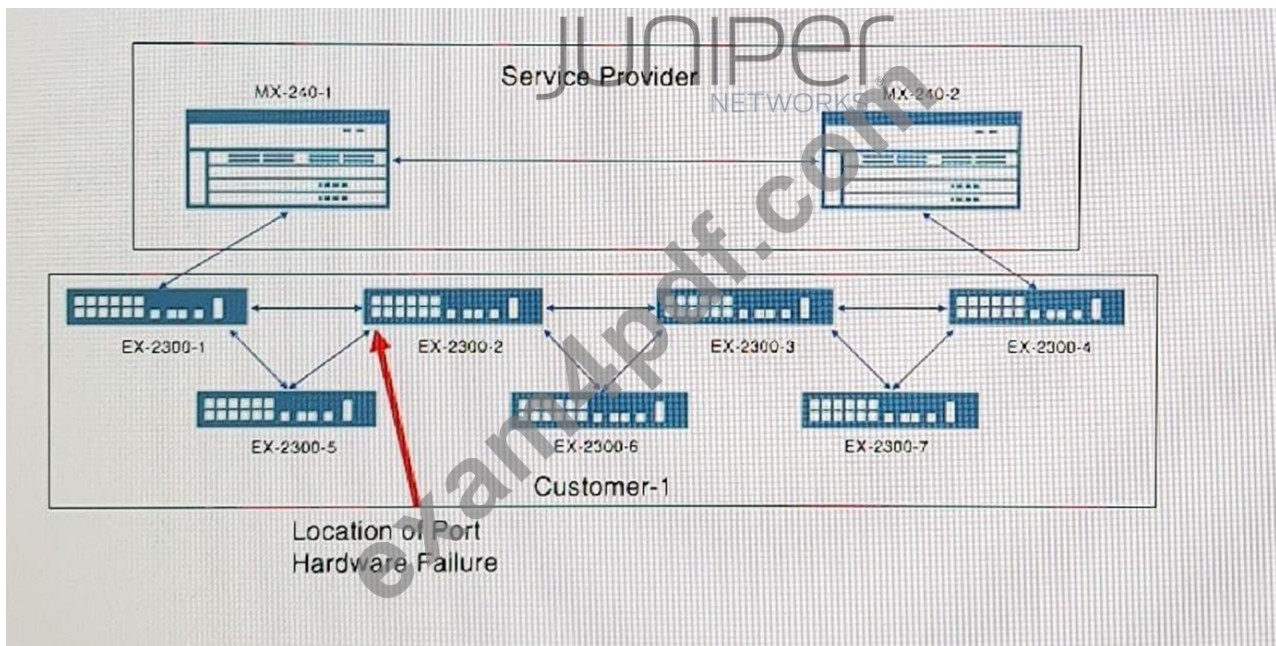 JUNIPER
NETWORKS
Service Provider
MX-240-1
MX-240-2
EX-2300-1
EX-2300-2
EX-2300-3
EX-2300-4
EX-2300-5
EX-2300-6
EX-2300-7
Customer-1
Location of Port
Hardware Failure
exam4pdf.com